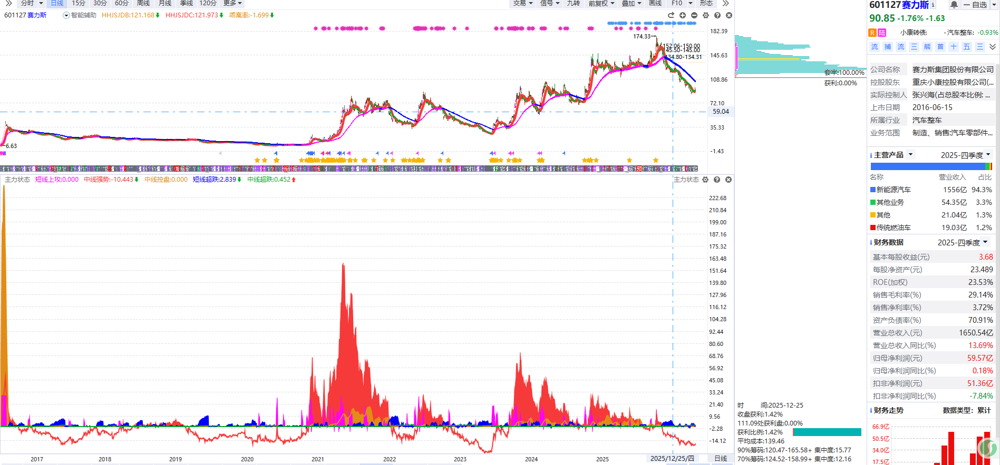 分时 日线 15分 30分 60分 周线 月线 季线 120分 更多
交易 信号 九转 前复权 叠加 画线 F10 形态
601127 赛力斯 智能辅助 HHJSJDB:121.168 HHJSJDC:121.973 乖离率:-1.699
174.33
152.06-150.00
45.50-145.00
134.80-134.31
6.63
182.39
145.63
108.86
72.10
59.04
35.33
-1.43
主力状态 短线上攻:0.000 中线强势:-10.443 中线控盘:0.000 短线超跌:2.839 中线超跌:0.452
主力状态
222.68
210.84
199.00
187.16
175.32
163.48
151.64
139.80
127.96
116.12
104.28
92.44
80.60
68.76
56.92
45.08
33.24
21.40
9.56
-2.28
-14.12
2017 2018 2019 2020 2021 2022 2023 2024 2025 2025/12/25/四 日线
套牢:100.00%
获利:0.00%
时 间:2025-12-25
收盘获利:1.42%
111.09处获利盘:0.00%
获利比例:1.42%
平均成本:139.46
90%筹码:120.47-165.58+ 集中度:15.77
70%筹码:124.52-158.99+ 集中度:12.16
601127 赛力斯 自选
90.85 -1.76% -1.63
R 陆 小康转债: - 汽车整车: -0.93%
流 捕 流 三 熊 首 十 五 三
公司名称 赛力斯集团股份有限公司
控股股东 重庆小康控股有限公司(...
实际控制人 张兴海(占总股本比例: ...
上市日期 2016-06-15
所属行业 汽车整车
业务范围 制造、销售:汽车零部件...
主营产品 2025-四季度
名称 营业收入 占比
新能源汽车 1556亿 94.3%
其他业务 54.35亿 3.3%
其他 21.04亿 1.3%
传统燃油车 19.03亿 1.2%
财务数据 2025-四季度
基本每股收益(元) 3.68
每股净资产(元) 23.489
ROE(加权) 23.53%
销售毛利率(%) 29.14%
销售净利率(%) 3.72%
资产负债率(%) 70.91%
营业总收入(元) 1650.54亿
营业总收入同比(%) 13.69%
归母净利润(元) 59.57亿
归母净利润同比(%) 0.18%
扣非净利润(元) 51.36亿
扣非净利润同比(%) -7.84%
财务走势 数据类型: 累计
66.9亿
50.5亿
34.0亿
17.5亿